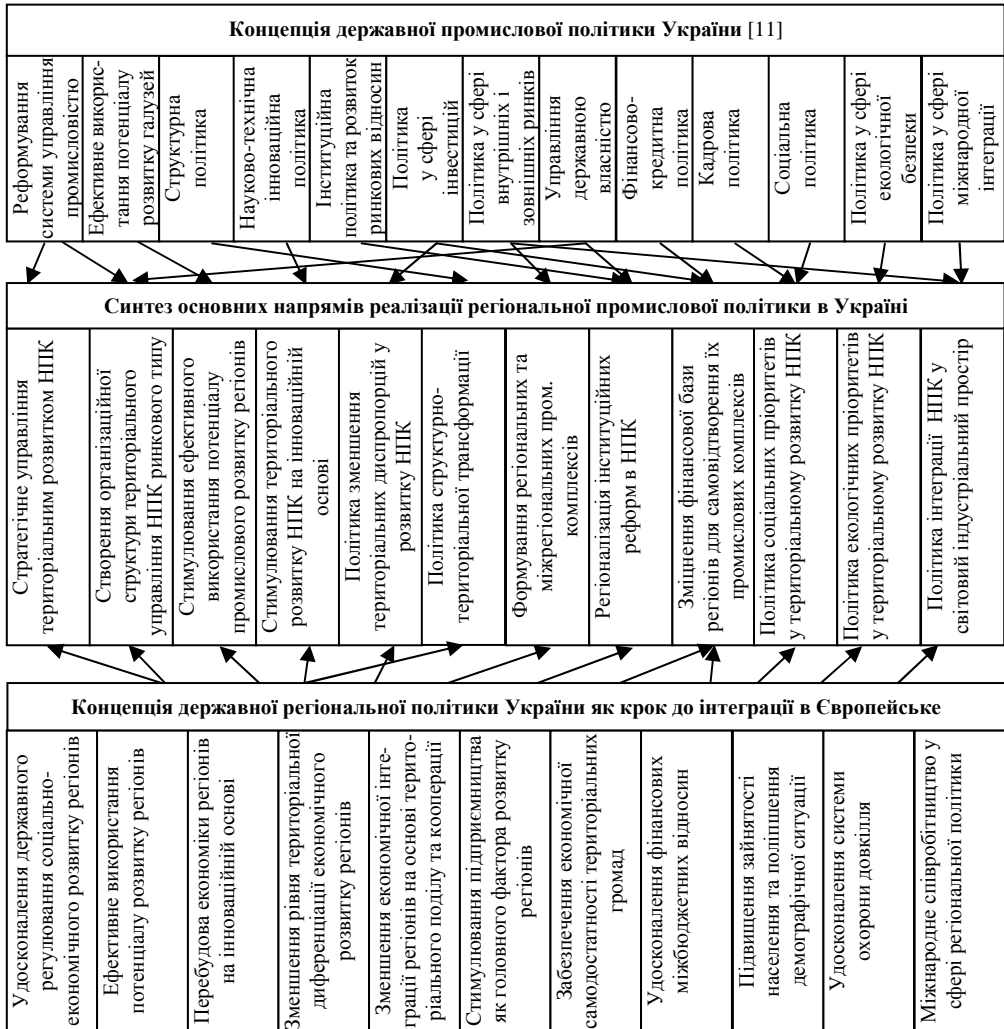 Концепція державної промислової політики України [11]
Реформування
системи управління
промисловістю
Ефективне викорис-
тання потенціалу
розвитку галузей
Структурна
політика
Науково-технічна
інноваційна
політика
Інституційна
політика та розвиток
ринкових відносин
Політика
у сфері
інвестицій
Політика у сфері
внутрішніх і
зовнішніх ринків
Управління
державною
власністю
Фінансово-
кредитна
політика
Кадрова
політика
Соціальна
політика
Політика у сфері
екологічної
безпеки
Політика у сфері
міжнародної
інтеграції
Синтез основних напрямів реалізації регіональної промислової політики в Україні
Стратегічне управління
територіальним розвитком НПК
Створення організаційної
структури територіального
управління НПК ринкового типу
Стимулювання ефективного
використання потенціалу
промислового розвитку регіонів
Стимулювання територіального
розвитку НПК на інноваційній
основі
Політика зменшення
територіальних диспропорцій у
розвитку НПК
Політика структурно-
територіальної трансформації
Формування регіональних та
міжрегіональних пром.
комплексів
Регіоналізація інституційних
реформ в НПК
Зміцнення фінансової бази
регіонів для самовідтворення їх
промислових комплексів
Політика соціальних пріоритетів
у територіальному розвитку НПК
Політика екологічних пріоритетів
у територіальному розвитку НПК
Політика інтеграції НПК у
світовий індустріальний простір
Концепція державної регіональної політики України як крок до інтеграції в Європейське
Удосконалення державного
регулювання соціально-
економічного розвитку регіонів
Ефективне використання
потенціалу розвитку регіонів
Перебудова економіки регіонів
на інноваційній основі
Зменшення рівня територіальної
диференціації економічного
розвитку регіонів
Зменшення економічної інте-
грації регіонів на основі терито-
ріального поділу та кооперації
Стимулювання підприємництва
як головного фактора розвитку
регіонів
Забезпечення економічної
самодостатності територіальних
громад
Удосконалення фінансових
міжбюджетних відносин
Підвищення зайнятості
населення та поліпшення
демографічної ситуації
Удосконалення системи
охорони довкілля
Міжнародне співробітництво у
сфері регіональної політики